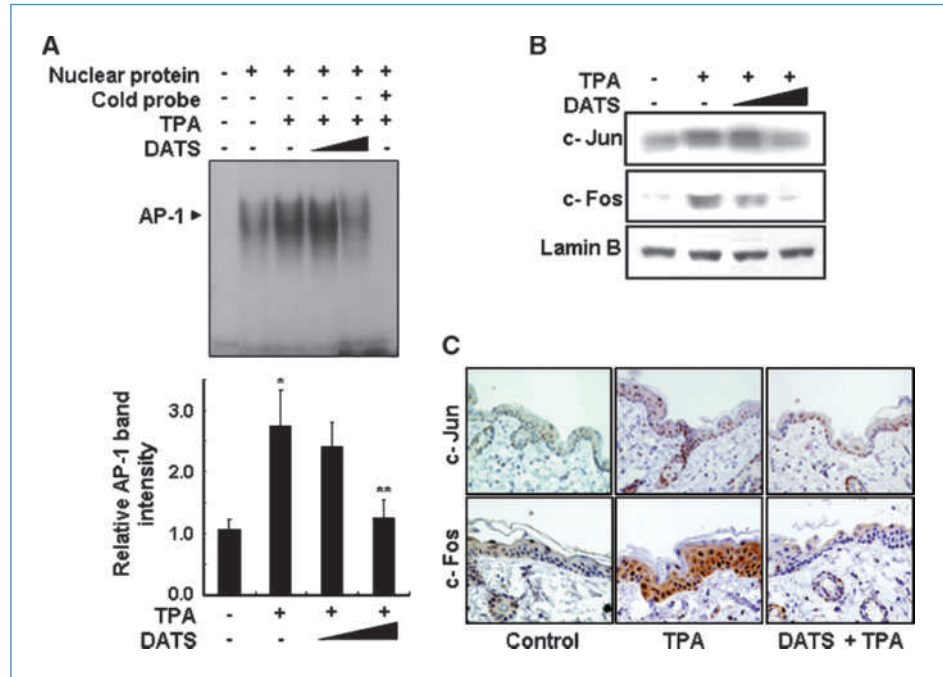 A
Nuclear protein - + + + + +
Cold probe - - - - - +
TPA - - + + + +
DATS - - - -
AP-1
Relative AP-1 band intensity
3.0
2.0
1.0
0.0
*
**
TPA - + + +
DATS - -
B
TPA - + + +
DATS - -
c- Jun
c- Fos
Lamin B
C
c- Jun
c- Fos
Control TPA DATS + TPA